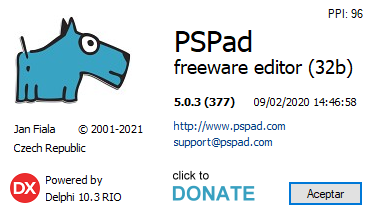 PPI: 96
PSPad
freeware editor (32b)
5.0.3 (377) 09/02/2020 14:46:58
Jan Fiala © 2001-2021
Czech Republic
http://www.pspad.com
support@pspad.com
DX
Powered by
Delphi 10.3 RIO
click to
DONATE
Aceptar